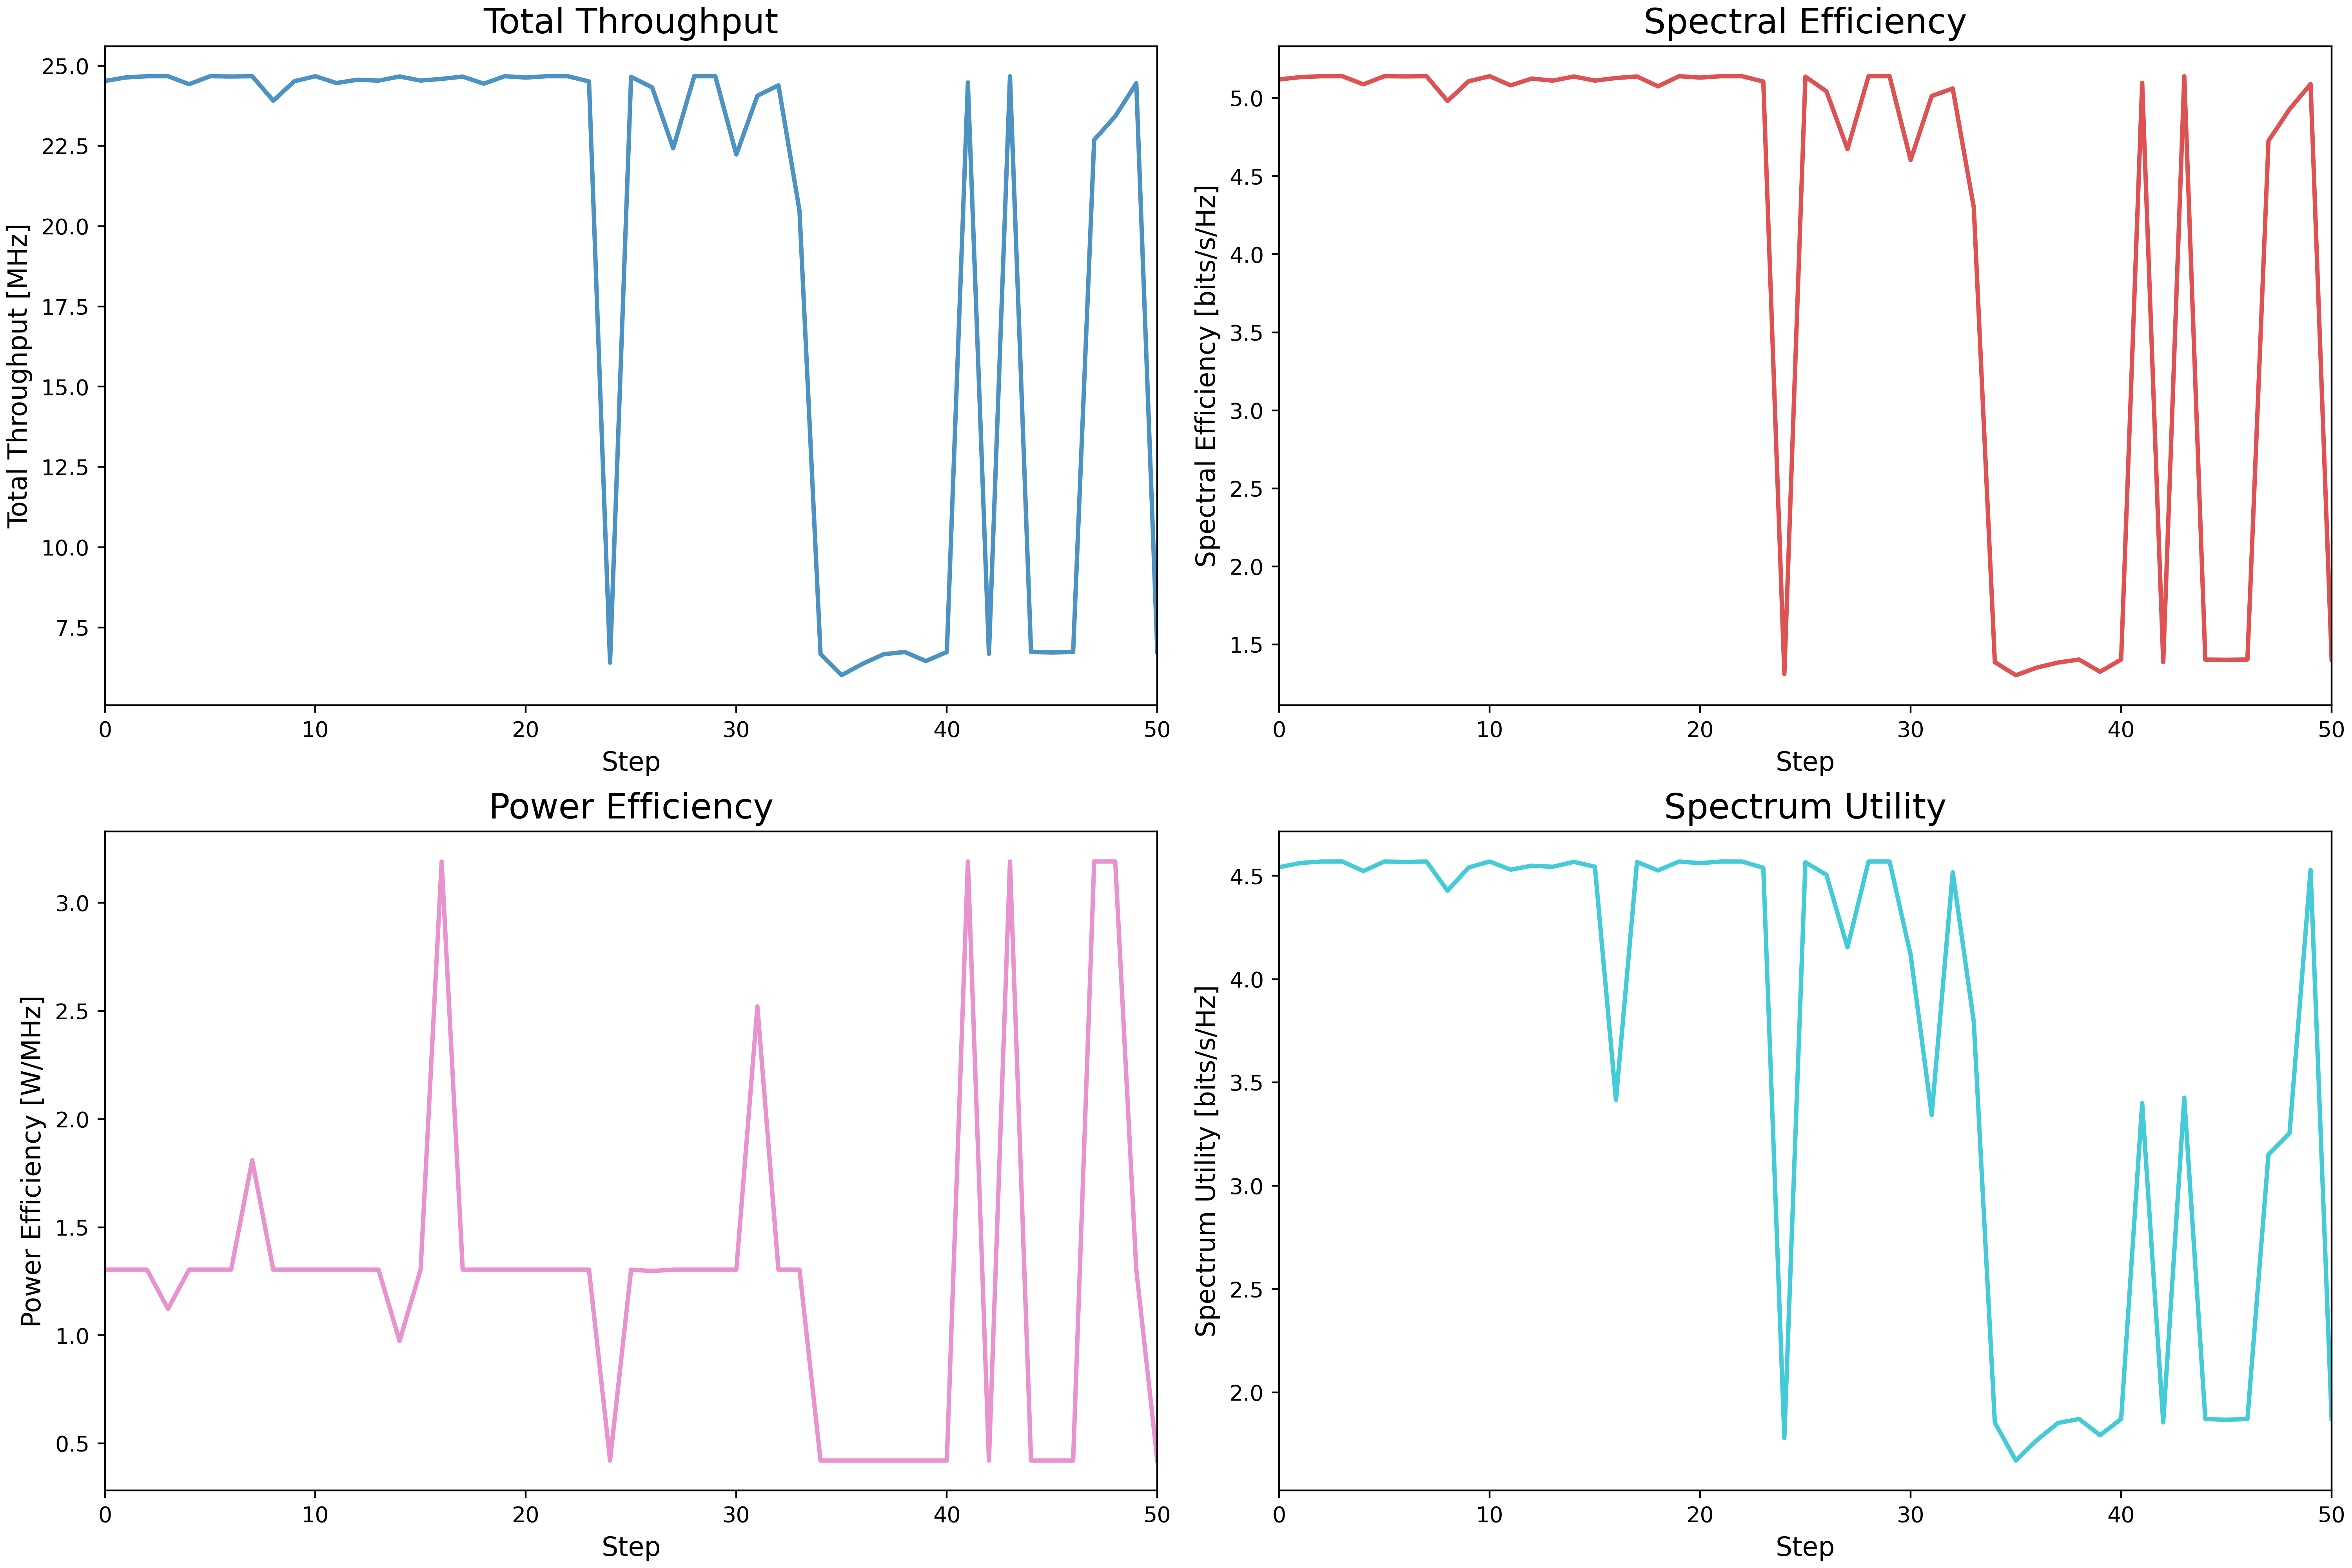 Total Throughput
Total Throughput [MHz]
25.0
22.5
20.0
17.5
15.0
12.5
10.0
7.5
0 10 20 30 40 50
Step
Spectral Efficiency
Spectral Efficiency [bits/s/Hz]
5.0
4.5
4.0
3.5
3.0
2.5
2.0
1.5
0 10 20 30 40 50
Step
Power Efficiency
Power Efficiency [W/MHz]
3.0
2.5
2.0
1.5
1.0
0.5
0 10 20 30 40 50
Step
Spectrum Utility
Spectrum Utility [bits/s/Hz]
4.5
4.0
3.5
3.0
2.5
2.0
0 10 20 30 40 50
Step